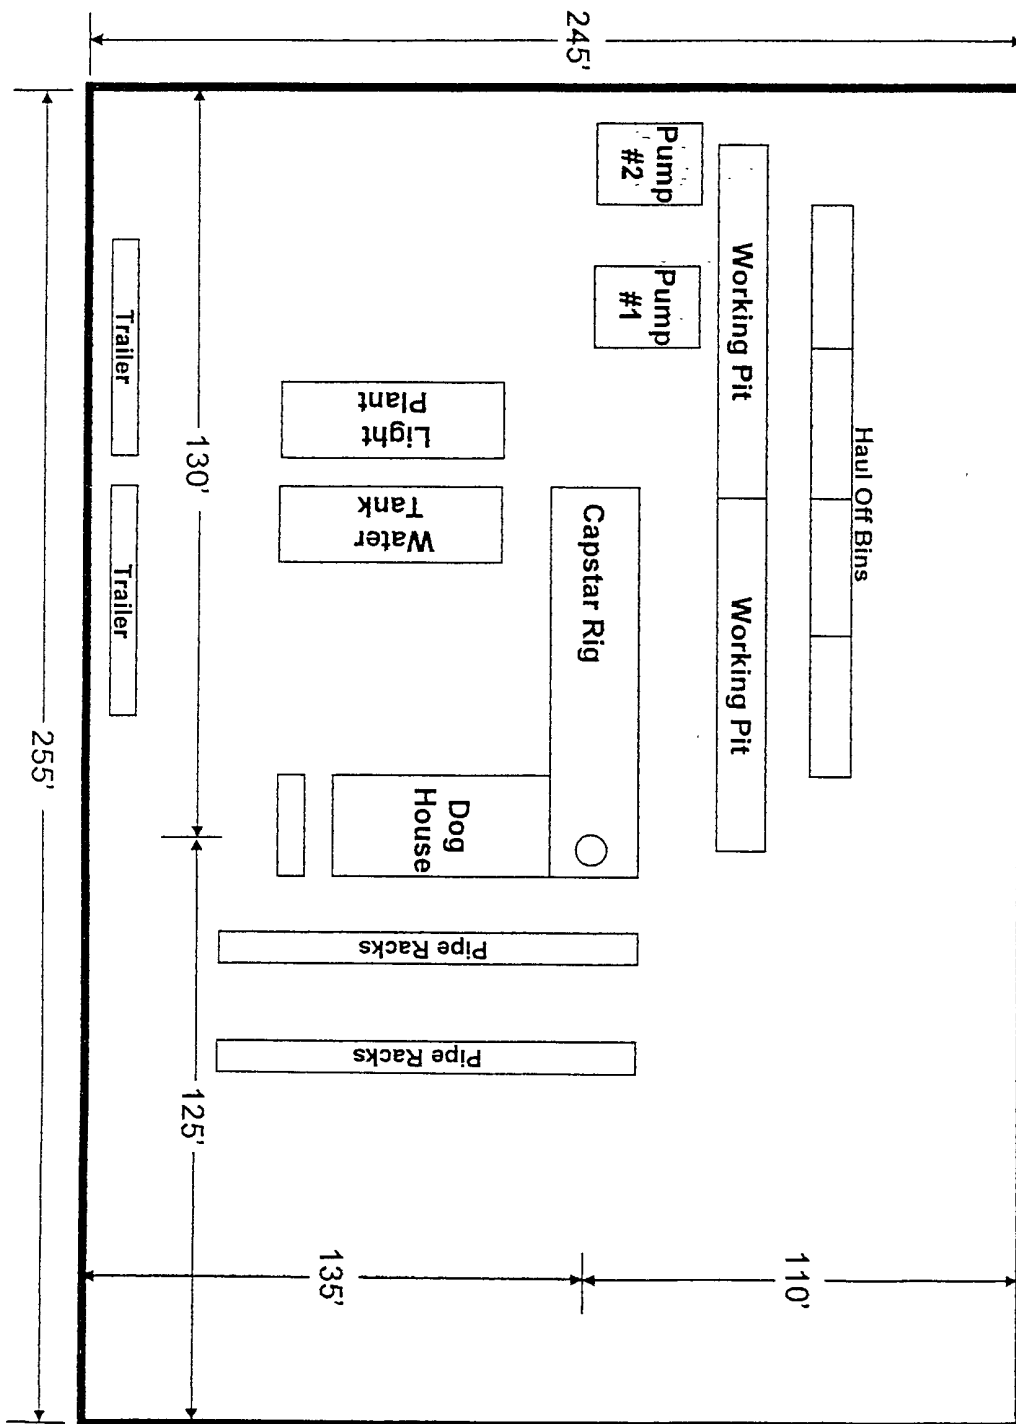 245'
Haul Off Bins
Working Pit
Working Pit
Pump
#2
Pump
#1
Capstar Rig
Light
Plant
Water
Tank
Dog
House
Pipe Racks
Pipe Racks
Trailer
Trailer
130'
125'
255'
110'
135'